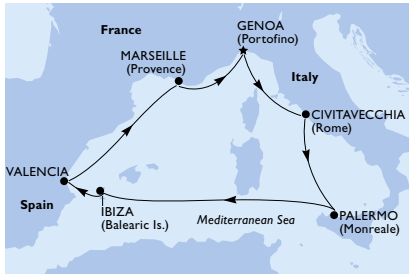 GENOA
(Portofino)
France
MARSEILLE
(Provence)
Italy
CIVITAVECCHIA
(Rome)
VALENCIA
Spain
IBIZA
(Balearic Is.)
Mediterranean Sea
PALERMO
(Monreale)